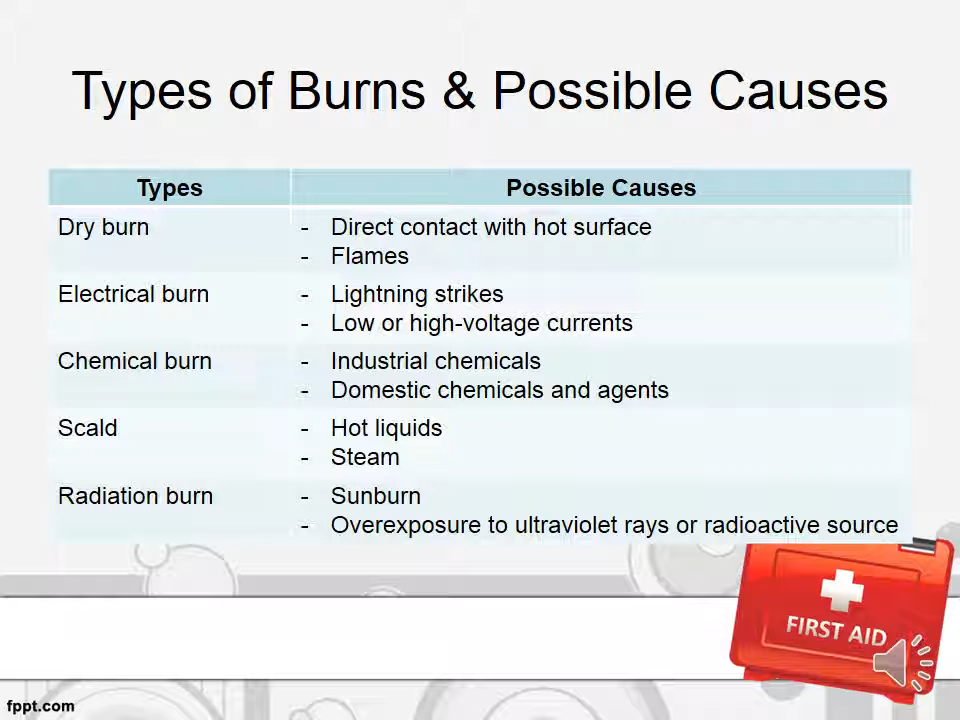 Types of Burns & Possible Causes
Types Possible Causes
Dry burn - Direct contact with hot surface
- Flames
Electrical burn - Lightning strikes
- Low or high-voltage currents
Chemical burn - Industrial chemicals
- Domestic chemicals and agents
Scald - Hot liquids
- Steam
Radiation burn - Sunburn
- Overexposure to ultraviolet rays or radioactive source
FIRST AID
fppt.com